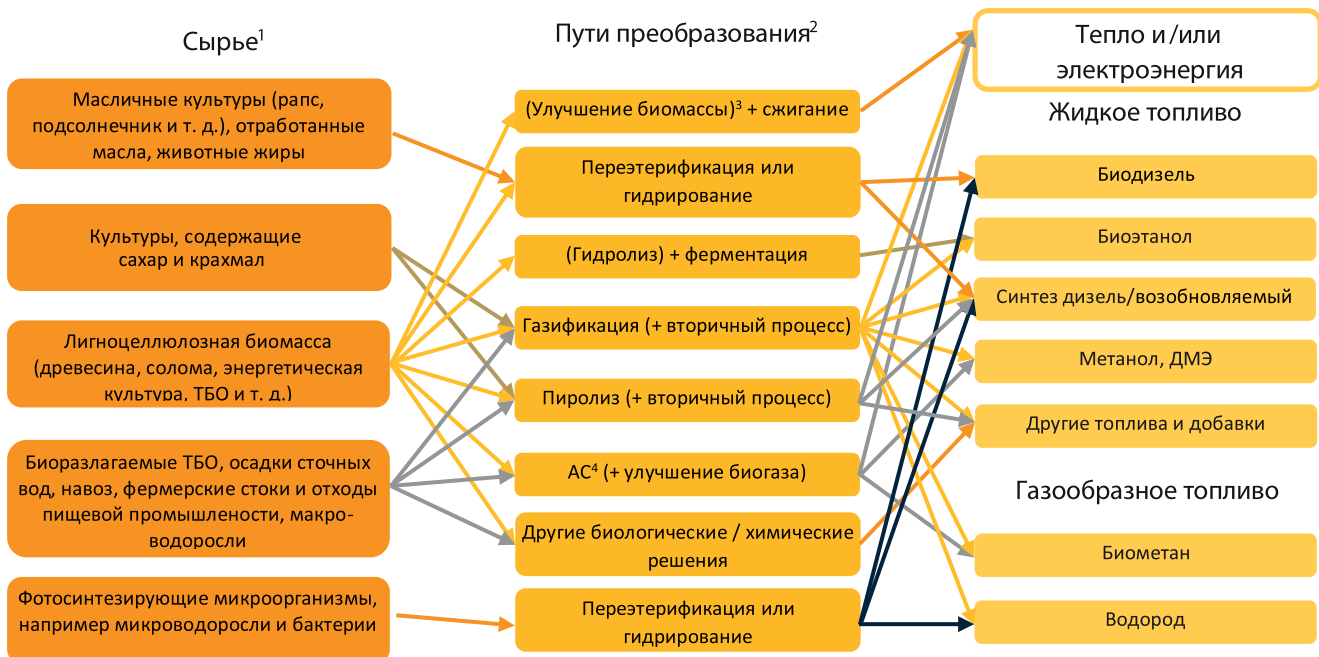 Сырье¹
Масличные культуры (рапс,
подсолнечник и т. д.), отработанные
масла, животные жиры
Культуры, содержащие
сахар и крахмал
Лигноцеллюлозная биомасса
(древесина, солома, энергетическая
культура. ТБО и т. д.)
Биоразлагаемые ТБО, осадки сточных
вод, навоз, фермерские стоки и отходы
пищевой промышлености, макро-
водоросли
Фотосинтезирующие микроорганизмы,
например микроводоросли и бактерии
Пути преобразования²
(Улучшение биомассы)³ + сжигание
Переэтерификация или
гидрирование
(Гидролиз) + ферментация
Газификация (+ вторичный процесс)
Пиролиз (+ вторичный процесс)
АС⁴ (+ улучшение биогаза)
Другие биологические / химические
решения
Переэтерификация или
гидрирование
Тепло и/или
электроэнергия
Жидкое топливо
Биодизель
Биоэтанол
Синтез дизель/возобновляемый
Метанол, ДМЭ
Другие топлива и добавки
Газообразное топливо
Биометан
Водород